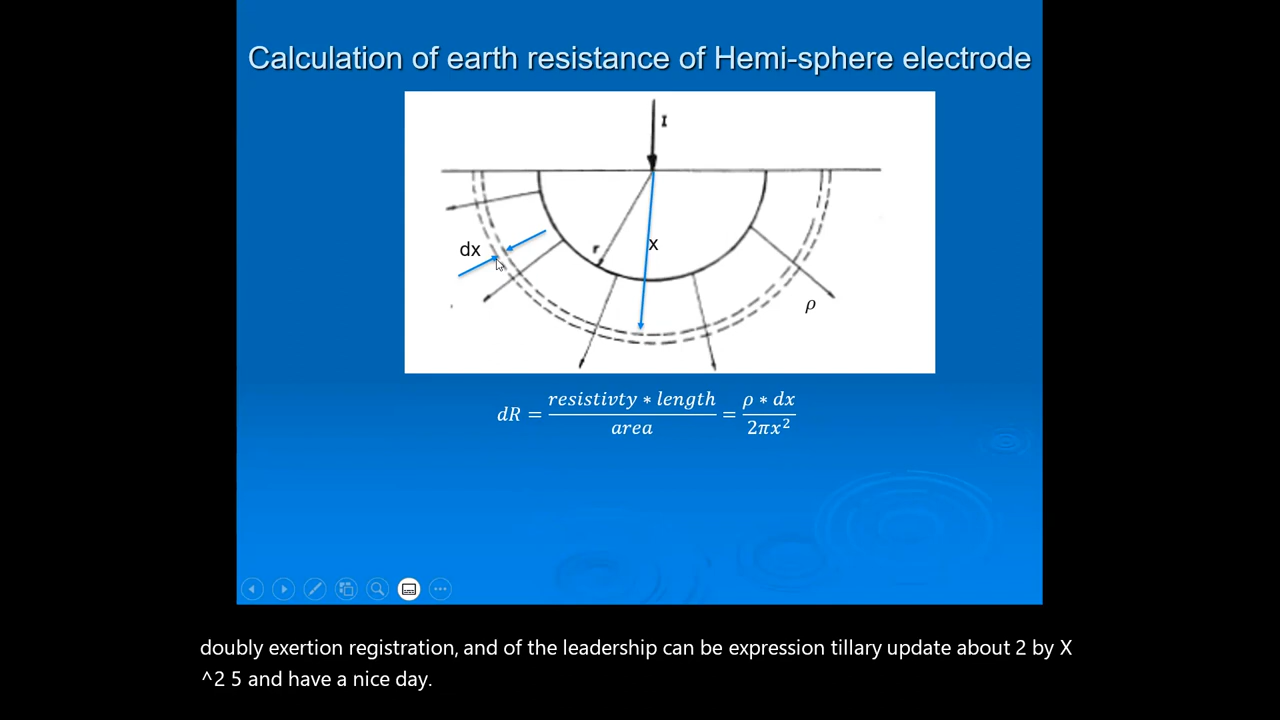 Calculation of earth resistance of Hemi-sphere electrode
I
r
x
dx
ρ
dR = resistivty * length / area = ρ * dx / 2πx²
doubly exertion registration, and of the leadership can be expression tillary update about 2 by X
^2 5 and have a nice day.